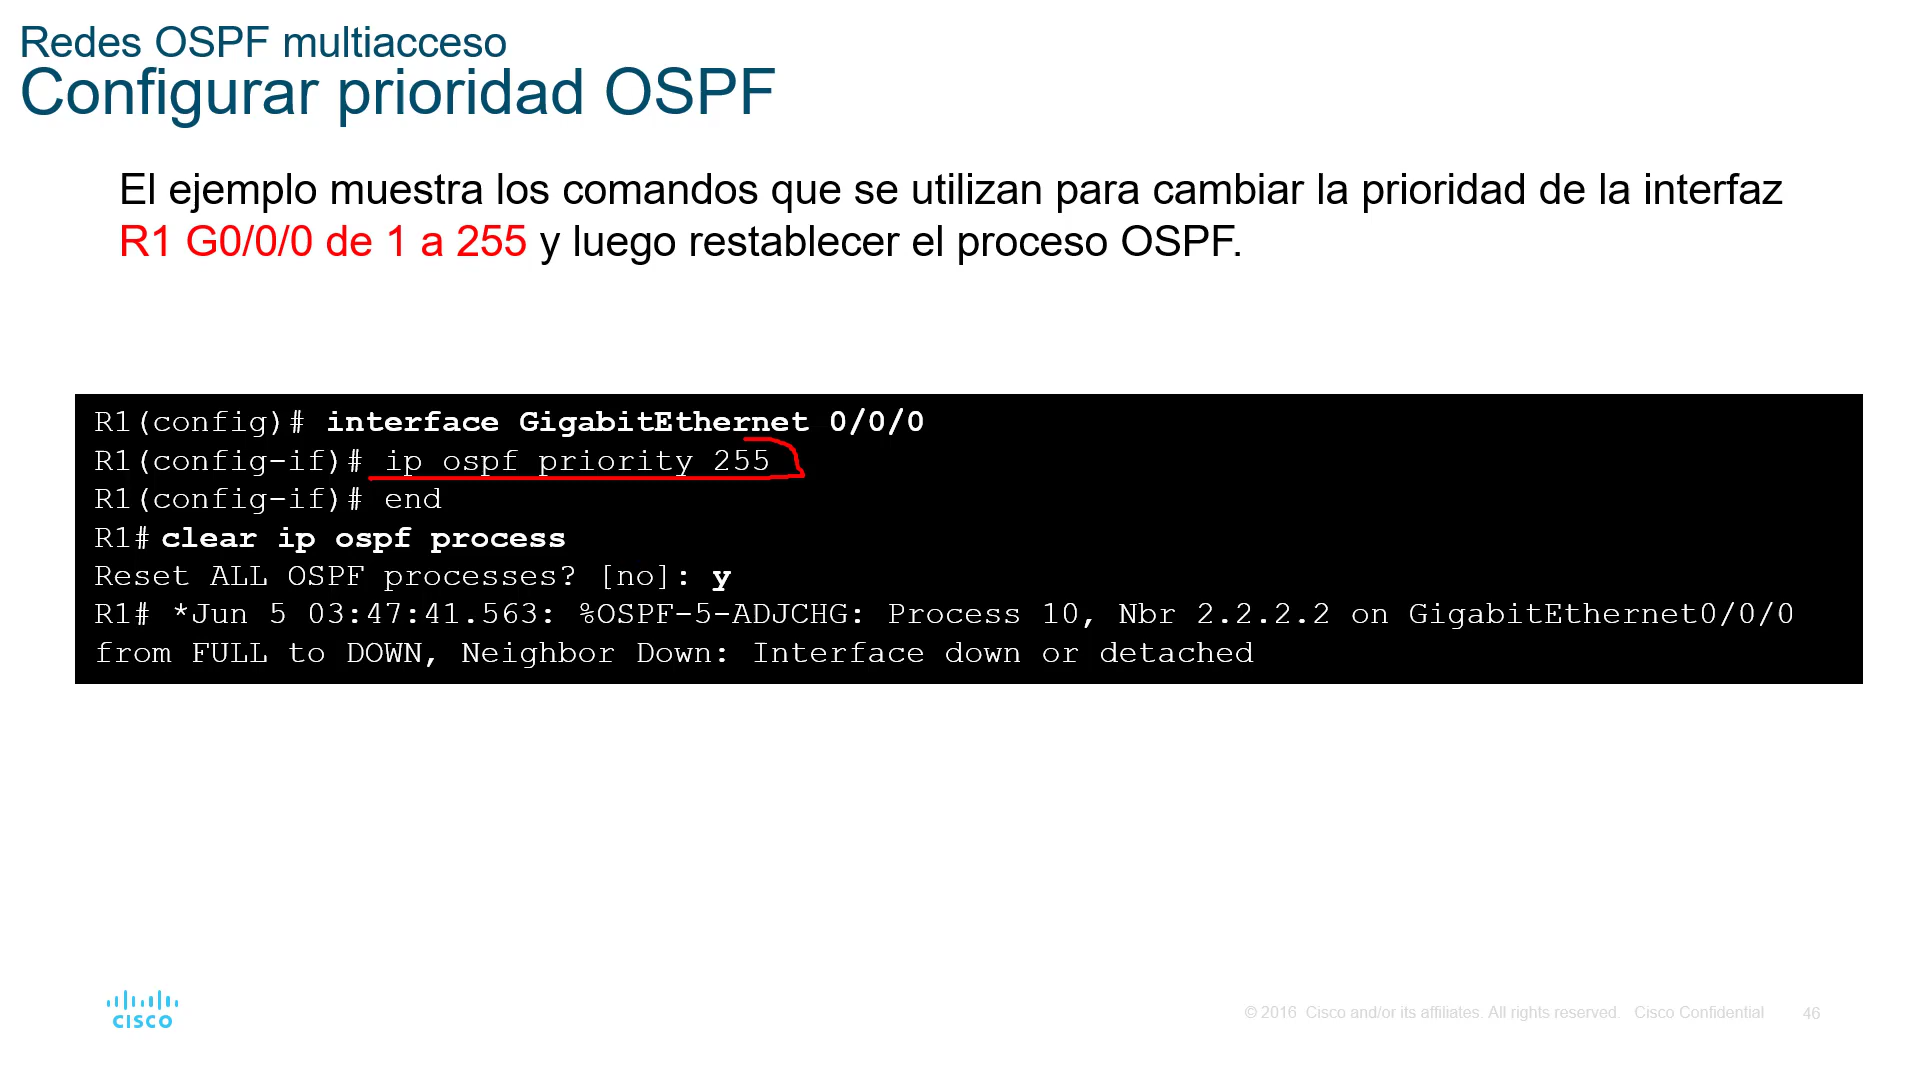 Redes OSPF multiacceso
Configurar prioridad OSPF
El ejemplo muestra los comandos que se utilizan para cambiar la prioridad de la interfaz
R1 G0/0/0 de 1 a 255 y luego restablecer el proceso OSPF.
R1(config)# interface GigabitEthernet 0/0/0
R1(config-if)# ip ospf priority 255
R1(config-if)# end
R1# clear ip ospf process
Reset ALL OSPF processes? [no]: y
R1# *Jun 5 03:47:41.563: %OSPF-5-ADJCHG: Process 10, Nbr 2.2.2.2 on GigabitEthernet0/0/0
from FULL to DOWN, Neighbor Down: Interface down or detached
CISCO
© 2016 Cisco and/or its affiliates. All rights reserved. Cisco Confidential 46